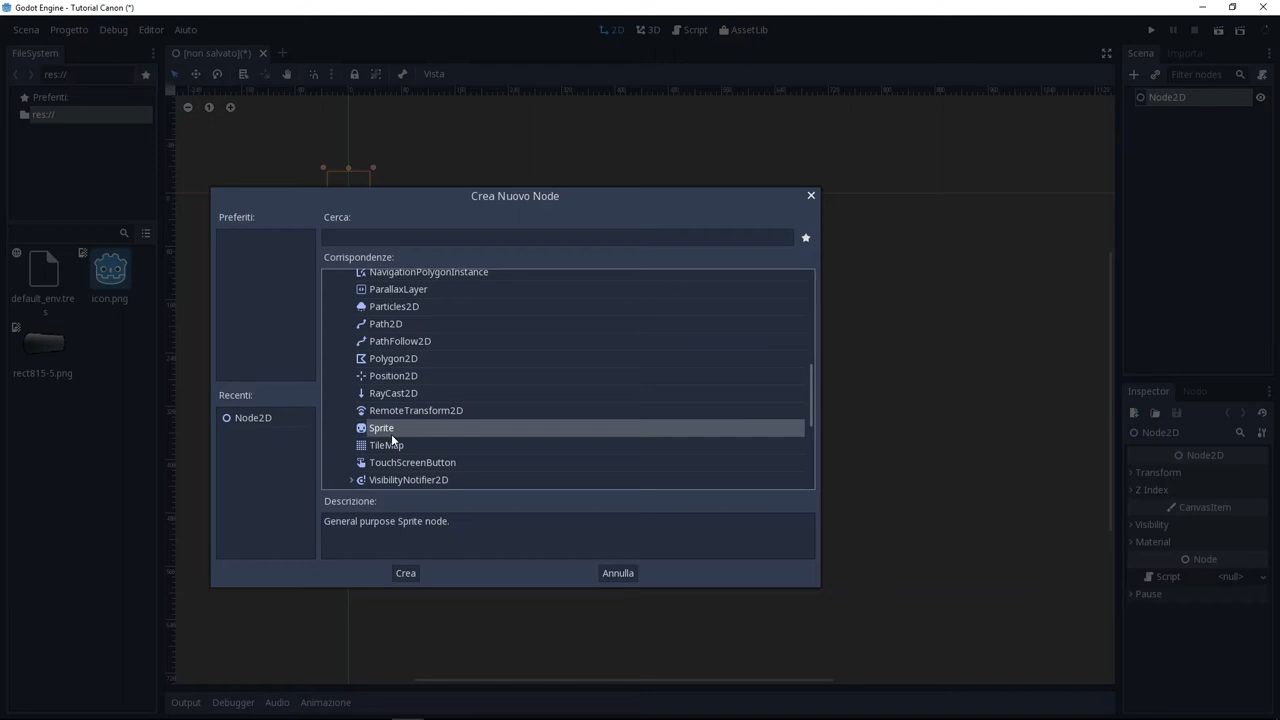 Godot Engine - Tutorial Canon (*)
Scena Progetto Debug Editor Aiuto
2D 3D Script AssetLib
FileSystem
[non salvato](*)
Scena Importa
res://
Vista
Filter nodes
Preferiti:
res://
Node2D
Crea Nuovo Node
Preferiti:
Cerca:
Corrispondenze:
NavigationPolygonInstance
ParallaxLayer
Particles2D
Path2D
PathFollow2D
Polygon2D
Position2D
RayCast2D
RemoteTransform2D
Sprite
TileMap
TouchScreenButton
VisibilityNotifier2D
Recenti:
Node2D
Descrizione:
General purpose Sprite node.
Crea Annulla
default_env.tre
s
icon.png
rect815-5.png
Inspector Nodo
Node2D
Node2D
Transform
Z Index
CanvasItem
Visibility
Material
Node
Script <null>
Pause
Output Debugger Audio Animazione